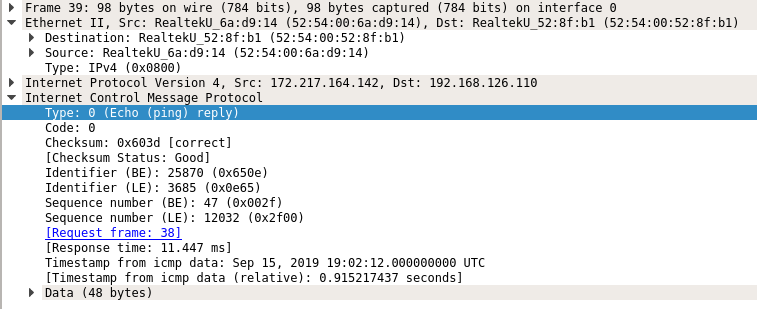 Frame 39: 98 bytes on wire (784 bits), 98 bytes captured (784 bits) on interface 0
Ethernet II, Src: RealtekU_6a:d9:14 (52:54:00:6a:d9:14), Dst: RealtekU_52:8f:b1 (52:54:00:52:8f:b1)
Destination: RealtekU_52:8f:b1 (52:54:00:52:8f:b1)
Source: RealtekU_6a:d9:14 (52:54:00:6a:d9:14)
Type: IPv4 (0x0800)
Internet Protocol Version 4, Src: 172.217.164.142, Dst: 192.168.126.110
Internet Control Message Protocol
Type: 0 (Echo (ping) reply)
Code: 0
Checksum: 0x603d [correct]
[Checksum Status: Good]
Identifier (BE): 25870 (0x650e)
Identifier (LE): 3685 (0x0e65)
Sequence number (BE): 47 (0x002f)
Sequence number (LE): 12032 (0x2f00)
[Request frame: 38]
[Response time: 11.447 ms]
Timestamp from icmp data: Sep 15, 2019 19:02:12.000000000 UTC
[Timestamp from icmp data (relative): 0.915217437 seconds]
Data (48 bytes)